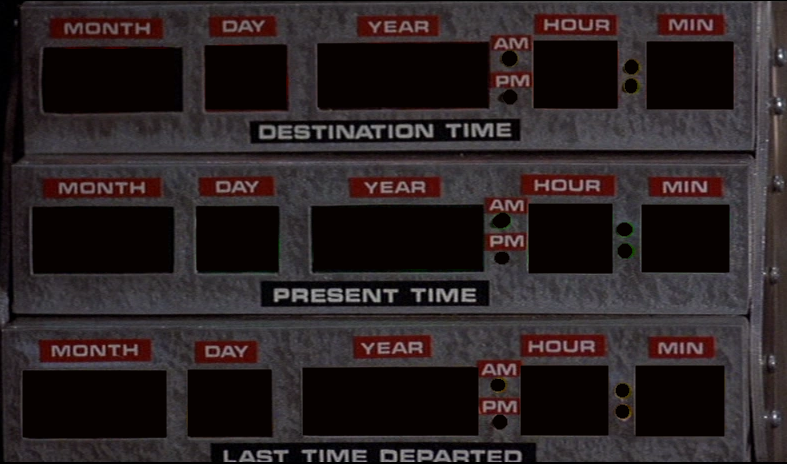 MONTH DAY YEAR AM PM HOUR MIN
DESTINATION TIME
MONTH DAY YEAR AM PM HOUR MIN
PRESENT TIME
MONTH DAY YEAR AM PM HOUR MIN
LAST TIME DEPARTED